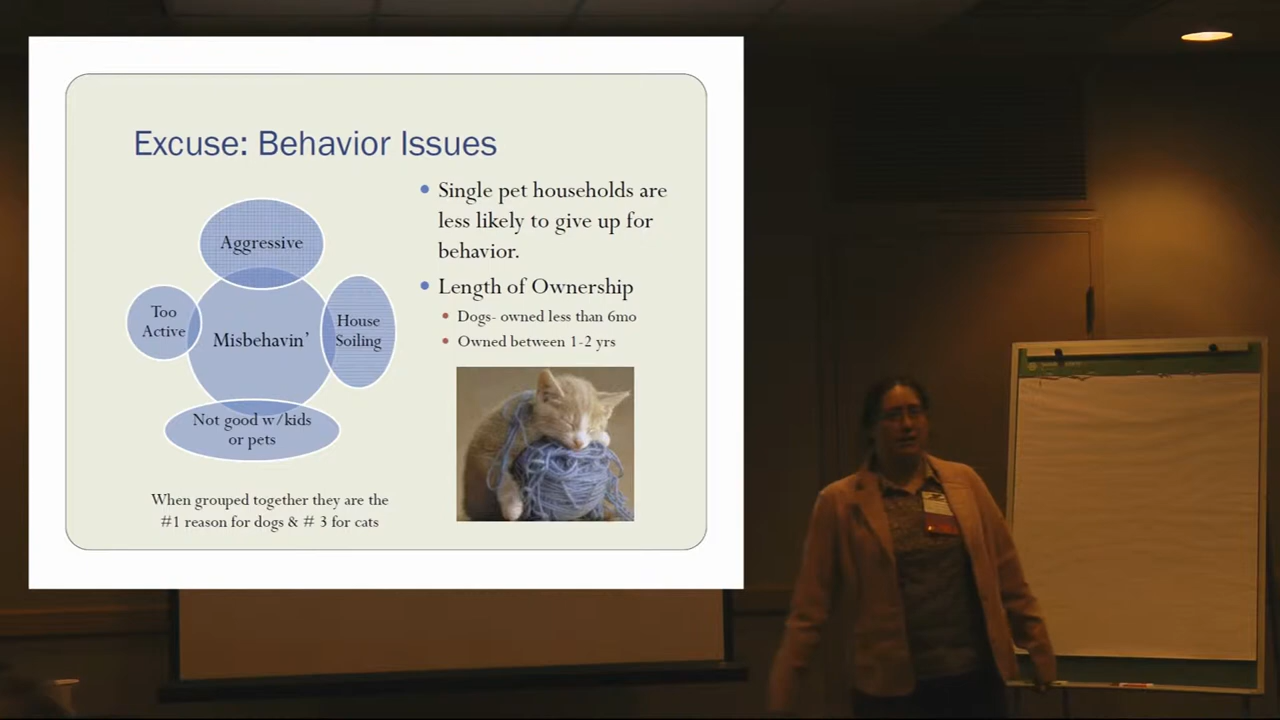 Excuse: Behavior Issues
Aggressive
Too
Active
Misbehavin’
House
Soiling
Not good w/kids
or pets
When grouped together they are the
#1 reason for dogs & # 3 for cats
• Single pet households are
less likely to give up for
behavior.
• Length of Ownership
• Dogs- owned less than 6mo
• Owned between 1-2 yrs